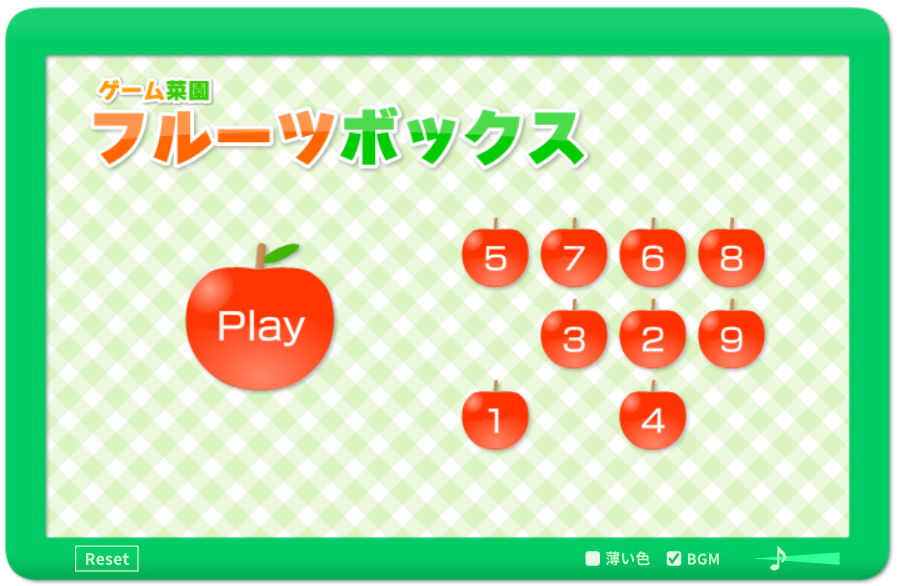 ゲーム菜園
フルーツボックス
Play
5 7 6 8
3 2 9
1 4
Reset
薄い色
BGM